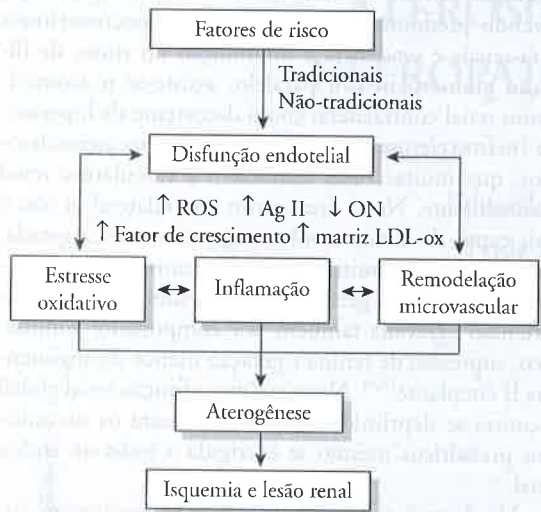 Fatores de risco
Tradicionais
Não-tradicionais
Disfunção endotelial
↑ ROS ↑ Ag II ↓ ON
↑ Fator de crescimento ↑ matriz LDL-ox
Estresse
oxidativo
Inflamação
Remodelação
microvascular
Aterogênese
Isquemia e lesão renal